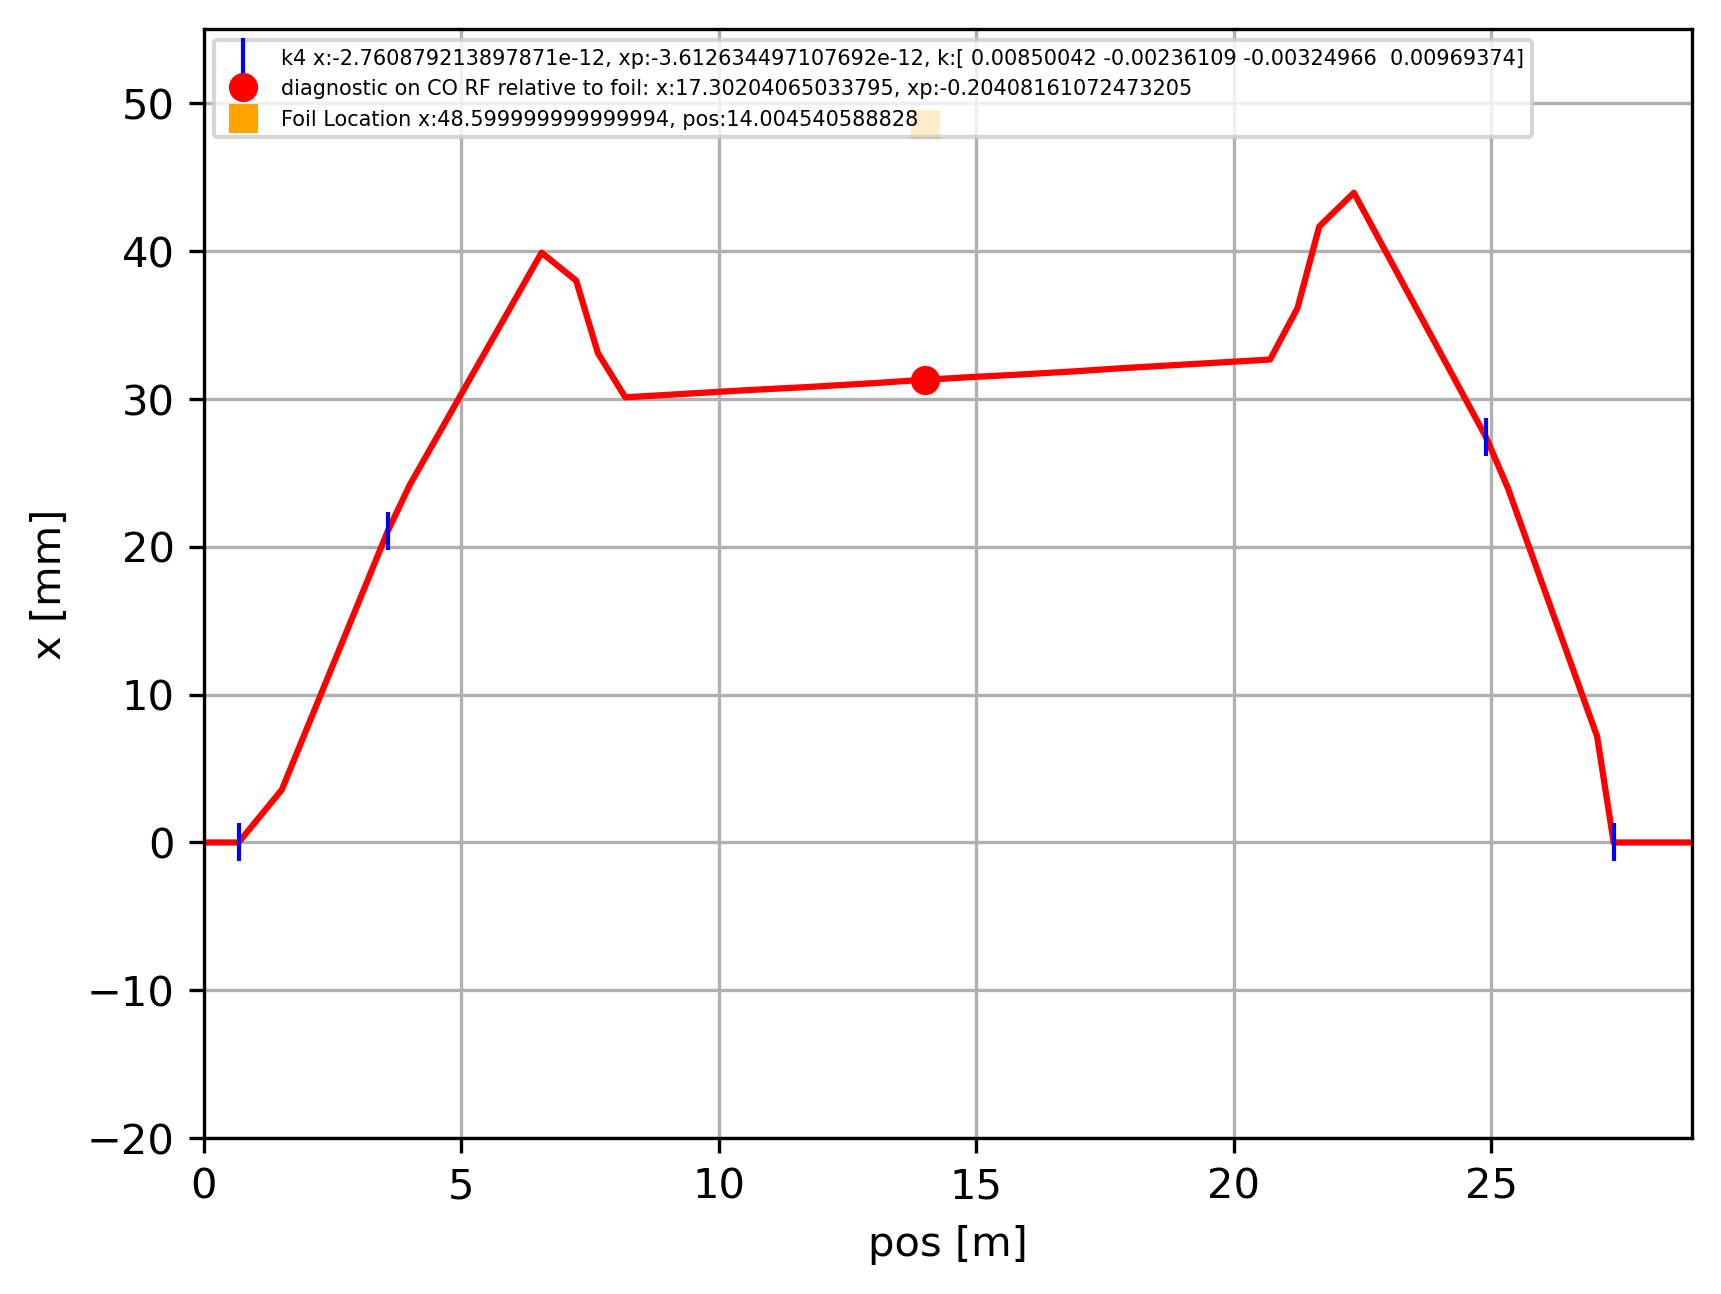 k4 x:-2.760879213897871e-12, xp:-3.612634497107692e-12, k:[ 0.00850042 -0.00236109 -0.00324966  0.00969374]
diagnostic on CO RF relative to foil: x:17.30204065033795, xp:-0.20408161072473205
Foil Location x:48.599999999999994, pos:14.004540588828
50
40
30
20
10
0
−10
−20
x [mm]
0 5 10 15 20 25
pos [m]